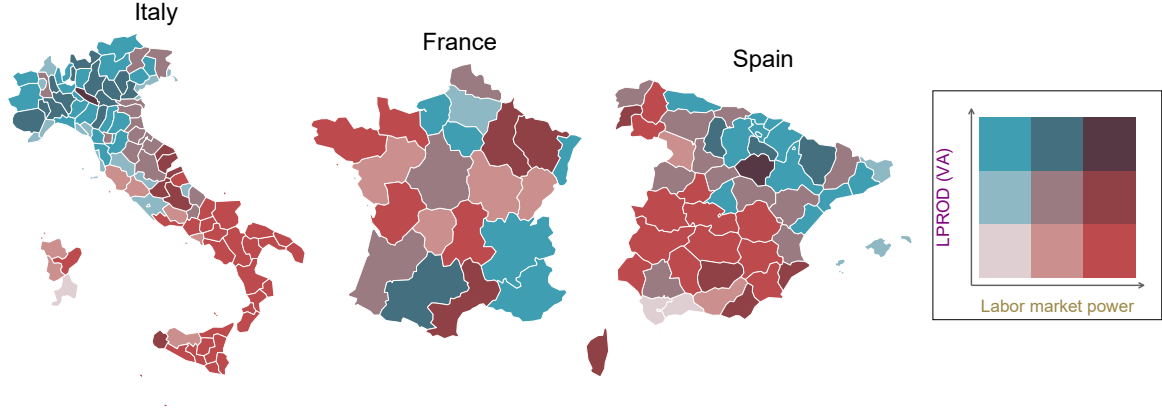 Italy
France
Spain
LPROD (VA)
Labor market power